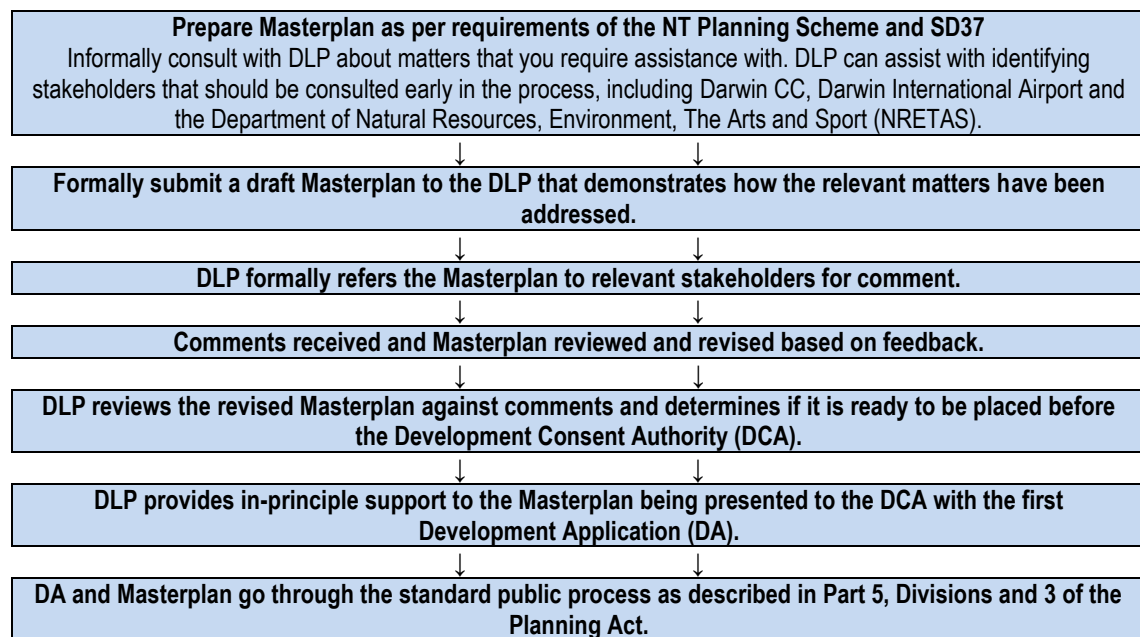 Prepare Masterplan as per requirements of the NT Planning Scheme and SD37
Informally consult with DLP about matters that you require assistance with. DLP can assist with identifying
stakeholders that should be consulted early in the process, including Darwin CC, Darwin International Airport and
the Department of Natural Resources, Environment, The Arts and Sport (NRETAS).
↓ ↓
Formally submit a draft Masterplan to the DLP that demonstrates how the relevant matters have been
addressed.
↓ ↓
DLP formally refers the Masterplan to relevant stakeholders for comment.
↓ ↓
Comments received and Masterplan reviewed and revised based on feedback.
↓ ↓
DLP reviews the revised Masterplan against comments and determines if it is ready to be placed before
the Development Consent Authority (DCA).
↓ ↓
DLP provides in-principle support to the Masterplan being presented to the DCA with the first
Development Application (DA).
↓ ↓
DA and Masterplan go through the standard public process as described in Part 5, Divisions and 3 of the
Planning Act.